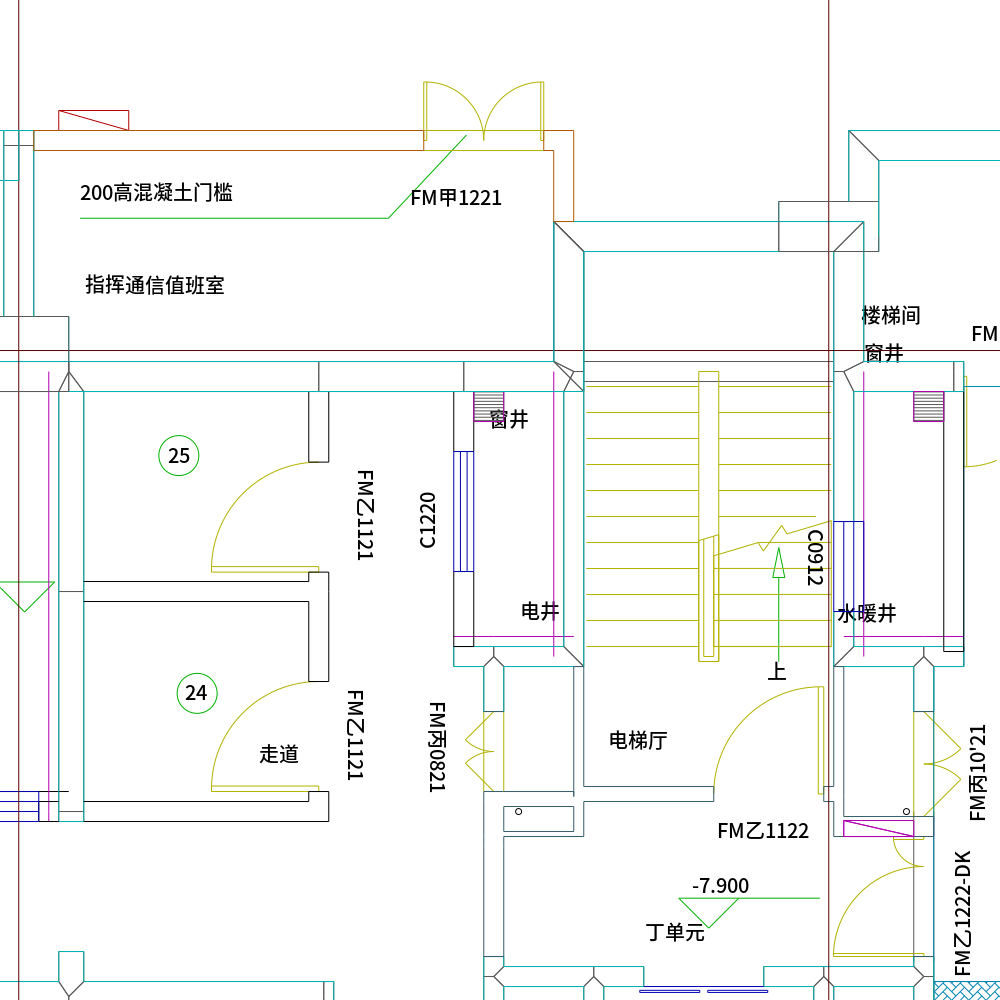 200高混凝土门槛
FM甲1221
指挥通信值班室
楼梯间
FM
窗井
窗井
25
FM乙1121
C1220
C0912
电井
水暖井
上
24
FM乙1121
FM丙0821
走道
电梯厅
FM丙10'21
FM乙1122
-7.900
FM乙1222-DK
丁单元